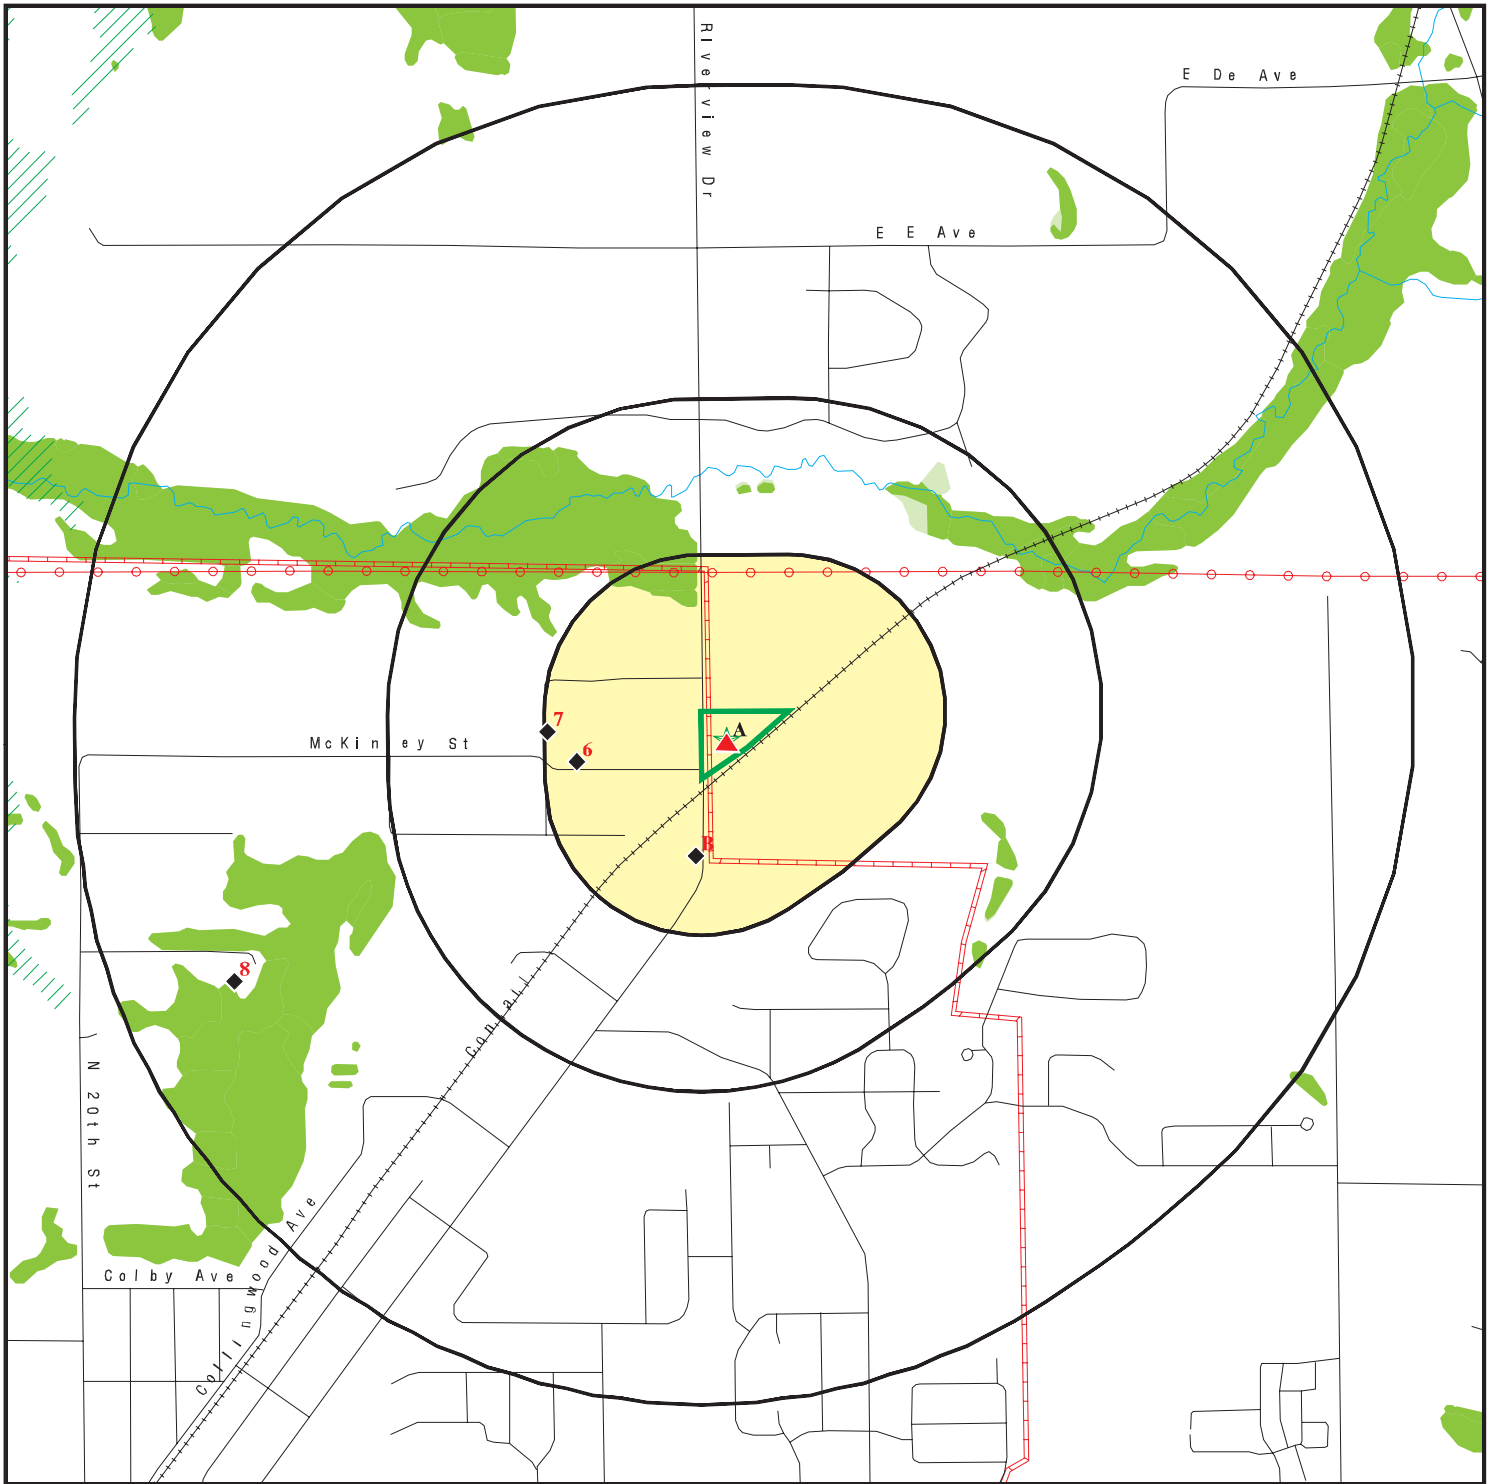 E De Ave
RIverview Dr
E E Ave
7
A
McKinley St
6
B
8
Conrail
N 20th St
Collingwood Ave
Colby Ave